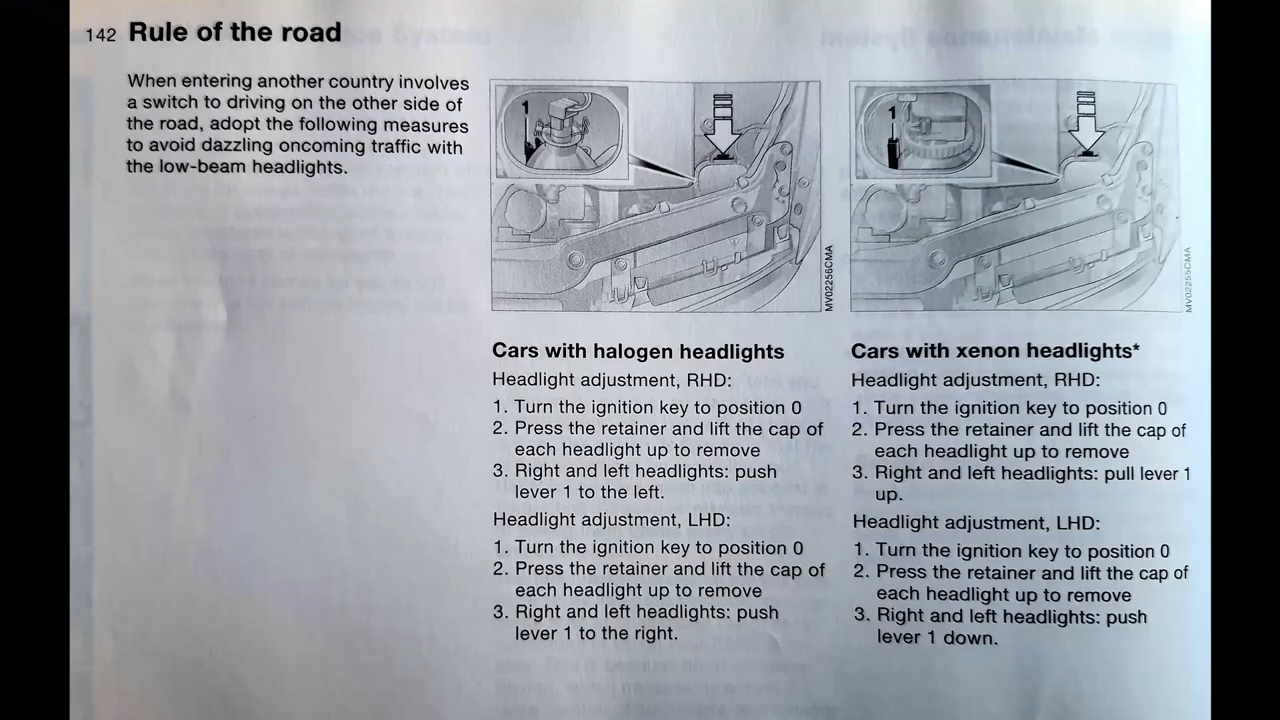 142 Rule of the road
When entering another country involves
a switch to driving on the other side of
the road, adopt the following measures
to avoid dazzling oncoming traffic with
the low-beam headlights.
1
MV02256CMA
Cars with halogen headlights
Headlight adjustment, RHD:
1. Turn the ignition key to position 0
2. Press the retainer and lift the cap of
each headlight up to remove
3. Right and left headlights: push
lever 1 to the left.
Headlight adjustment, LHD:
1. Turn the ignition key to position 0
2. Press the retainer and lift the cap of
each headlight up to remove
3. Right and left headlights: push
lever 1 to the right.
1
MV02255CMA
Cars with xenon headlights*
Headlight adjustment, RHD:
1. Turn the ignition key to position 0
2. Press the retainer and lift the cap of
each headlight up to remove
3. Right and left headlights: pull lever 1
up.
Headlight adjustment, LHD:
1. Turn the ignition key to position 0
2. Press the retainer and lift the cap of
each headlight up to remove
3. Right and left headlights: push
lever 1 down.